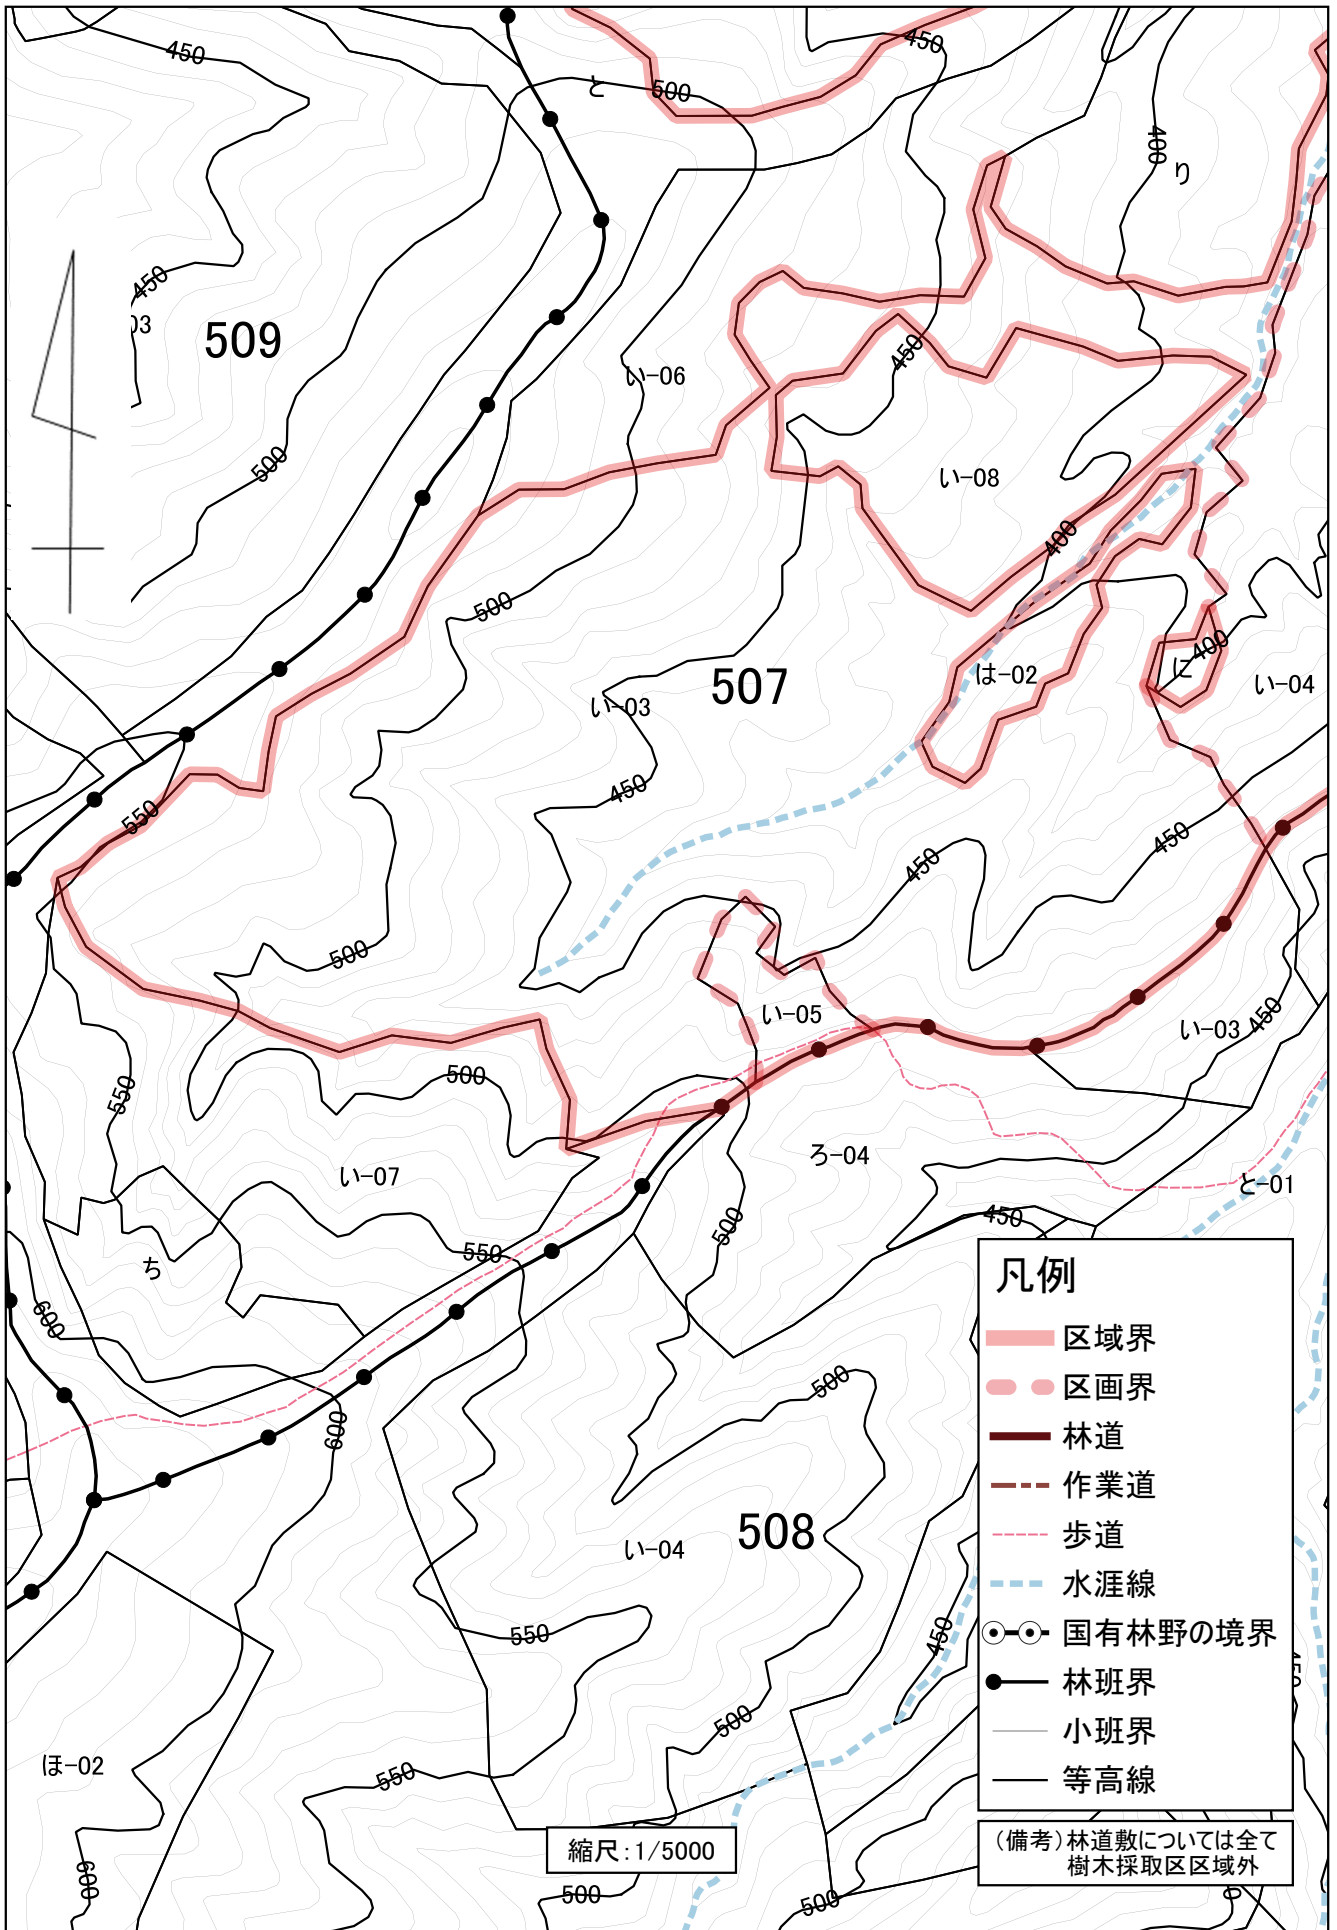 450
450
と
500
400
り
450
03
509
450
い-06
500
い-08
400
500
400
に
い-04
は-02
507
い-03
450
550
450
450
500
い-05
450
い-03
550
500
ろ-04
い-07
と-01
500
450
ち
550
600
500
600
508
い-04
450
550
500
ほ-02
550
600
500
500
凡例
区域界
区画界
林道
作業道
歩道
水涯線
国有林野の境界
林班界
小班界
等高線
縮尺:1/5000
(備考)林道敷については全て
樹木採取区区域外